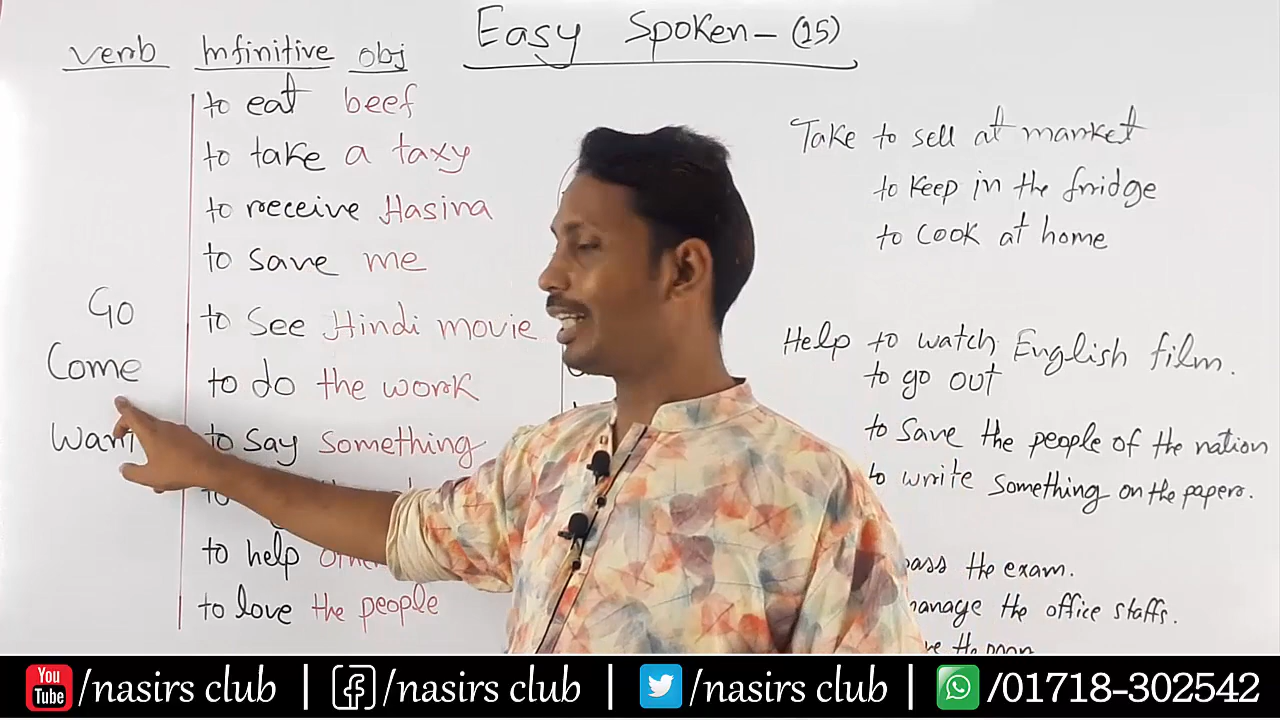 Easy Spoken - (15)
verb Infinitive obj
to eat beef
to take a taxy
to receive Hasina
to save me
to see Hindi movie
to do the work
to say something
to help
to love the people
Go
Come
Want
Take to sell at market
to keep in the fridge
to cook at home
Help to watch English film.
to go out
to save the people of the nation
to write something on the papers.
the exam.
the office staffs.
You Tube /nasirs club | f /nasirs club | /nasirs club | /01718-302542